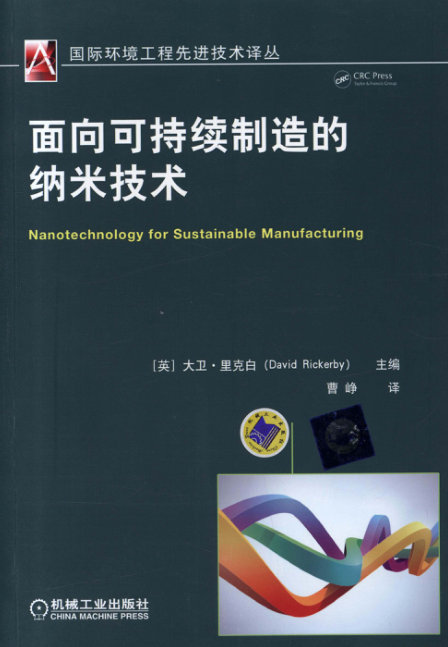 国际环境工程先进技术译丛
CRC Press
Taylor & Francis Group
面向可持续制造的
纳米技术
Nanotechnology for Sustainable Manufacturing
[英] 大卫·里克白 (David Rickerby) 主编
曹 峥 译
机械工业出版社
CHINA MACHINE PRESS